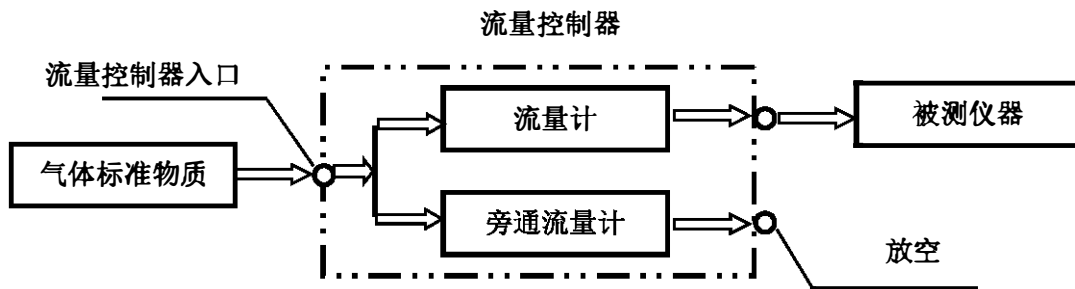 流量控制器
流量控制器入口
流量计
被测仪器
气体标准物质
旁通流量计
放空